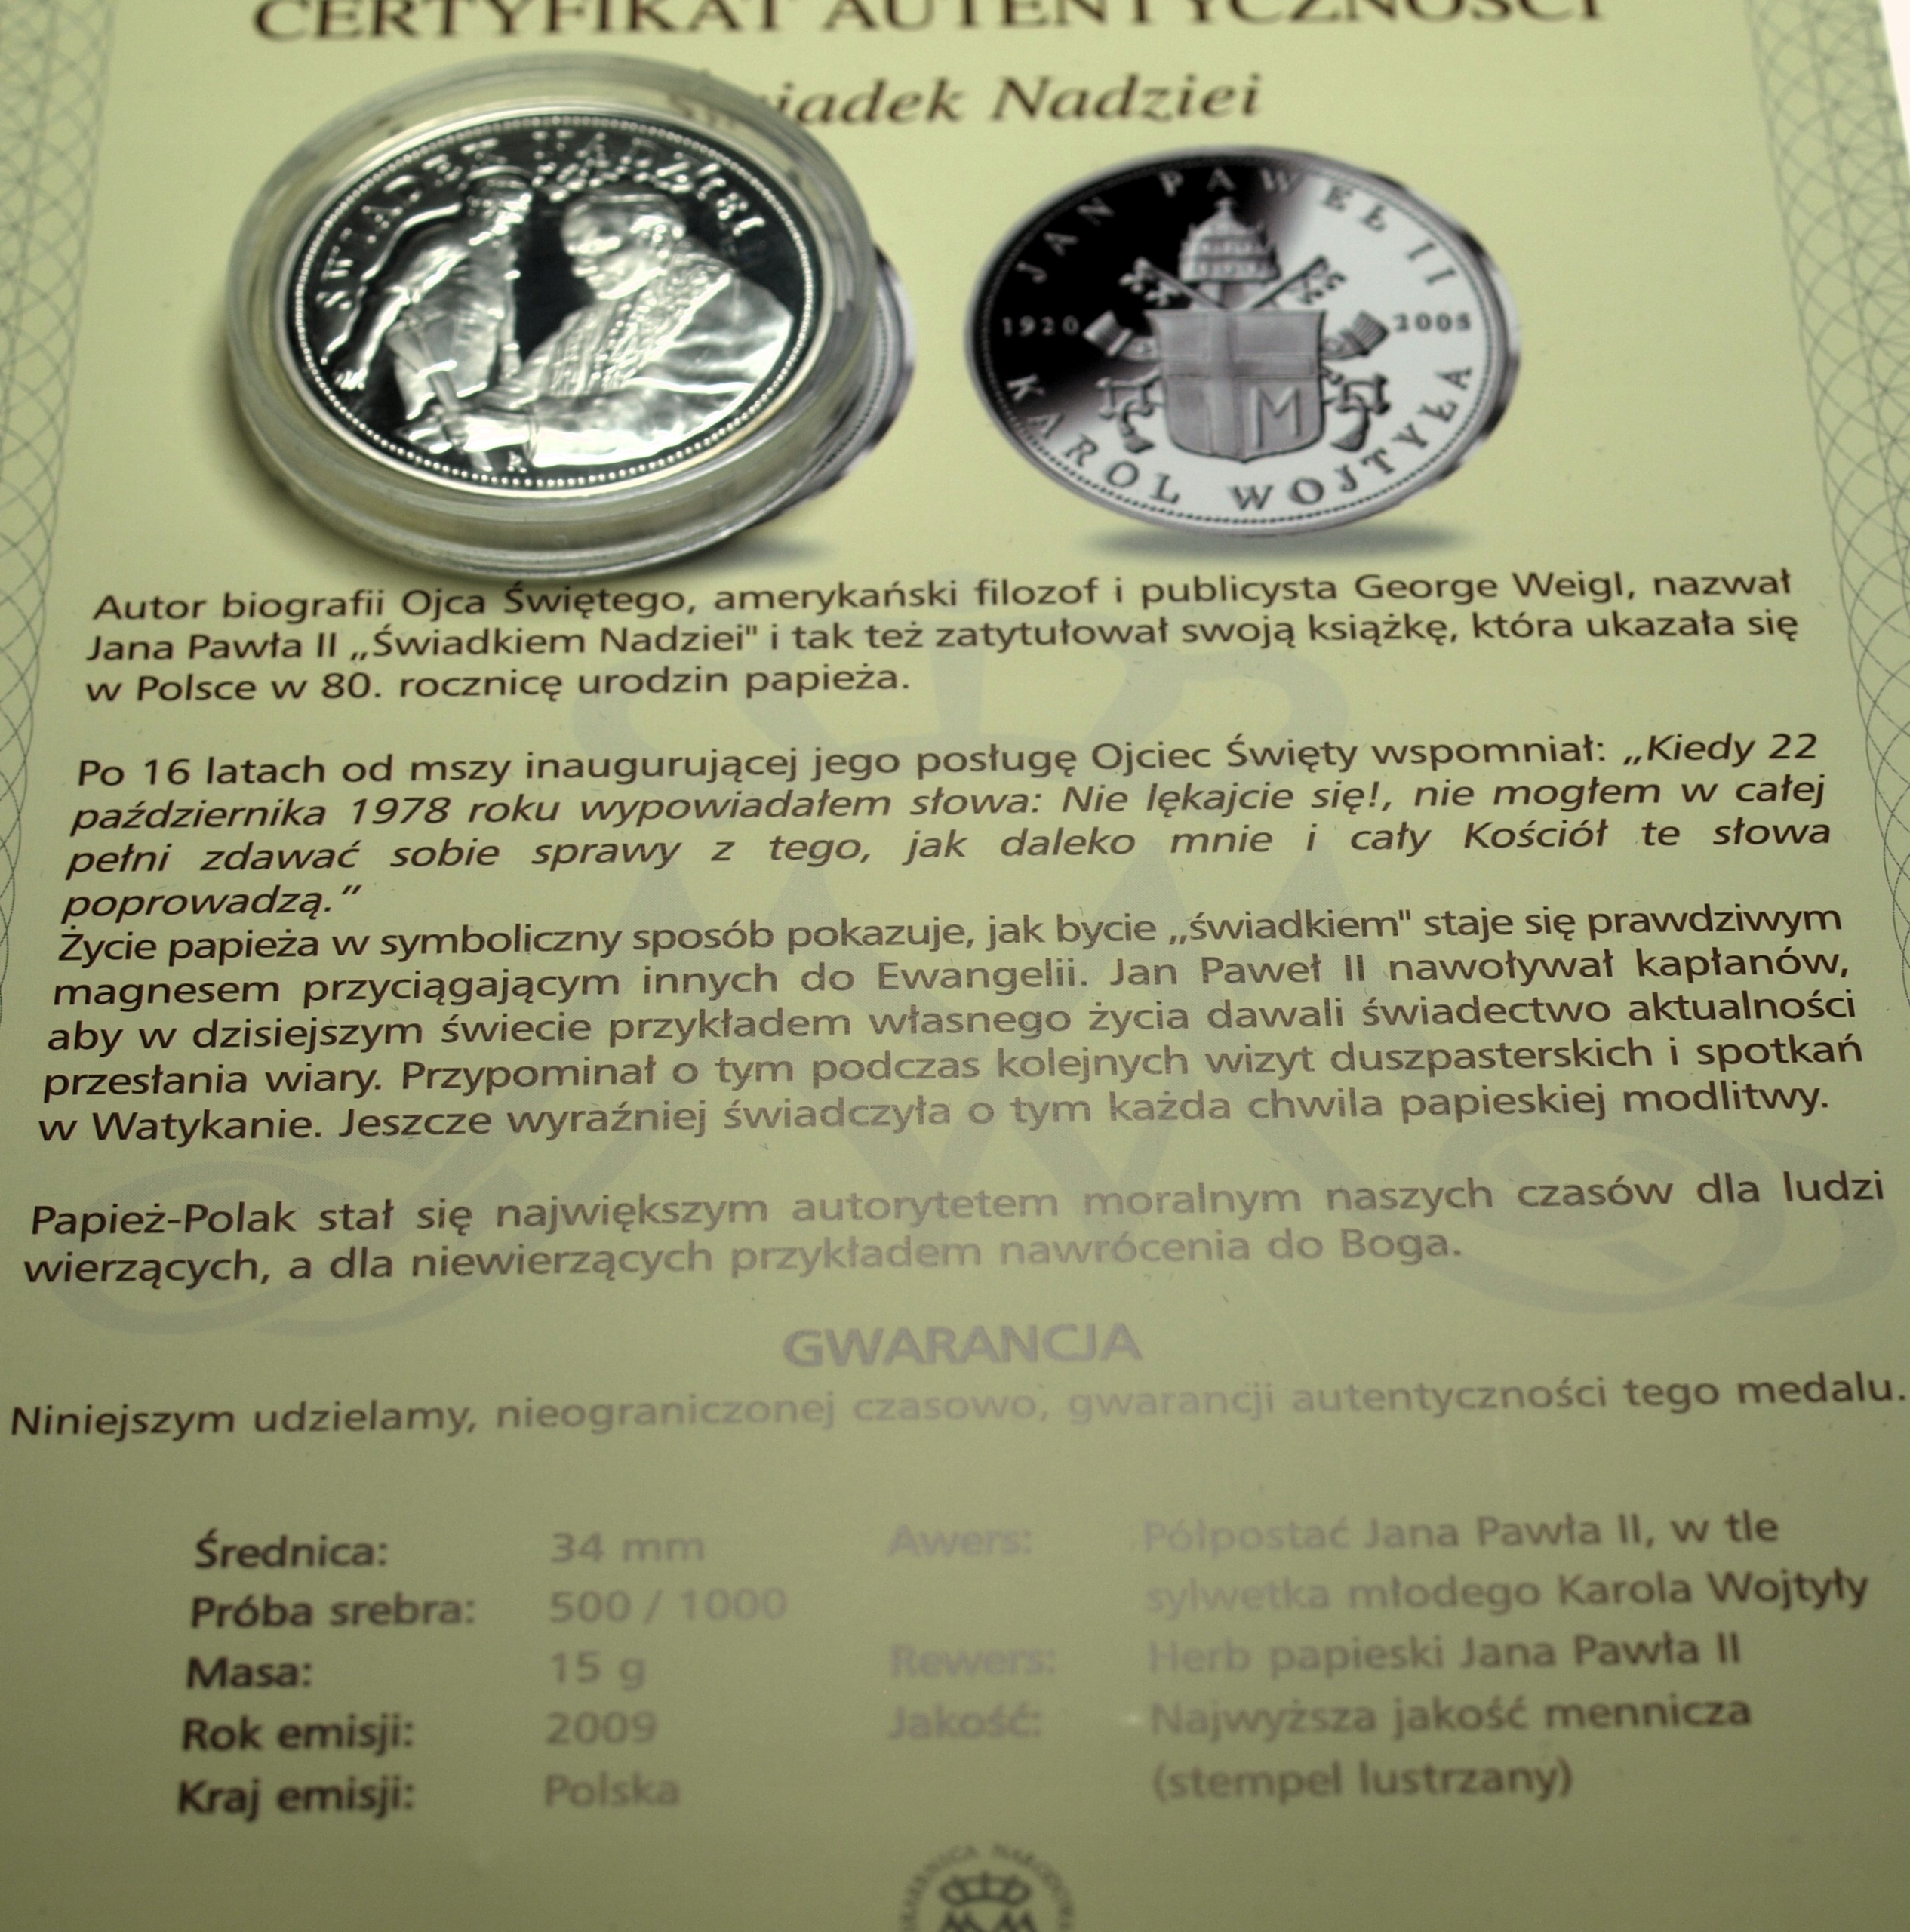 CERTYFIKAT AUTENTYCZNOŚCI
Świadek Nadziei
ŚWIADEK NADZIEI
JAN PAWEŁ II
1920 2005
M
KAROL WOJTYŁA
Autor biografii Ojca Świętego, amerykański filozof i publicysta George Weigl, nazwał
Jana Pawła II „Świadkiem Nadziei" i tak też zatytułował swoją książkę, która ukazała się
w Polsce w 80. rocznicę urodzin papieża.
Po 16 latach od mszy inaugurującej jego posługę Ojciec Święty wspomniał: „Kiedy 22
października 1978 roku wypowiadałem słowa: Nie lękajcie się!, nie mogłem w całej
pełni zdawać sobie sprawy z tego, jak daleko mnie i cały Kościół te słowa
poprowadzą."
Życie papieża w symboliczny sposób pokazuje, jak bycie „świadkiem" staje się prawdziwym
magnesem przyciągającym innych do Ewangelii. Jan Paweł II nawoływał kapłanów,
aby w dzisiejszym świecie przykładem własnego życia dawali świadectwo aktualności
przesłania wiary. Przypominał o tym podczas kolejnych wizyt duszpasterskich i spotkań
w Watykanie. Jeszcze wyraźniej świadczyła o tym każda chwila papieskiej modlitwy.
Papież-Polak stał się największym autorytetem moralnym naszych czasów dla ludzi
wierzących, a dla niewierzących przykładem nawrócenia do Boga.
GWARANCJA
Niniejszym udzielamy, nieograniczonej czasowo, gwarancji autentyczności tego medalu.
Średnica: 34 mm
Próba srebra: 500 / 1000
Masa: 15 g
Rok emisji: 2009
Kraj emisji: Polska
Awers: Półpostać Jana Pawła II, w tle
sylwetka młodego Karola Wojtyły
Rewers: Herb papieski Jana Pawła II
Jakość: Najwyższa jakość mennicza
(stempel lustrzany)
SKARBNICA NARODOWA